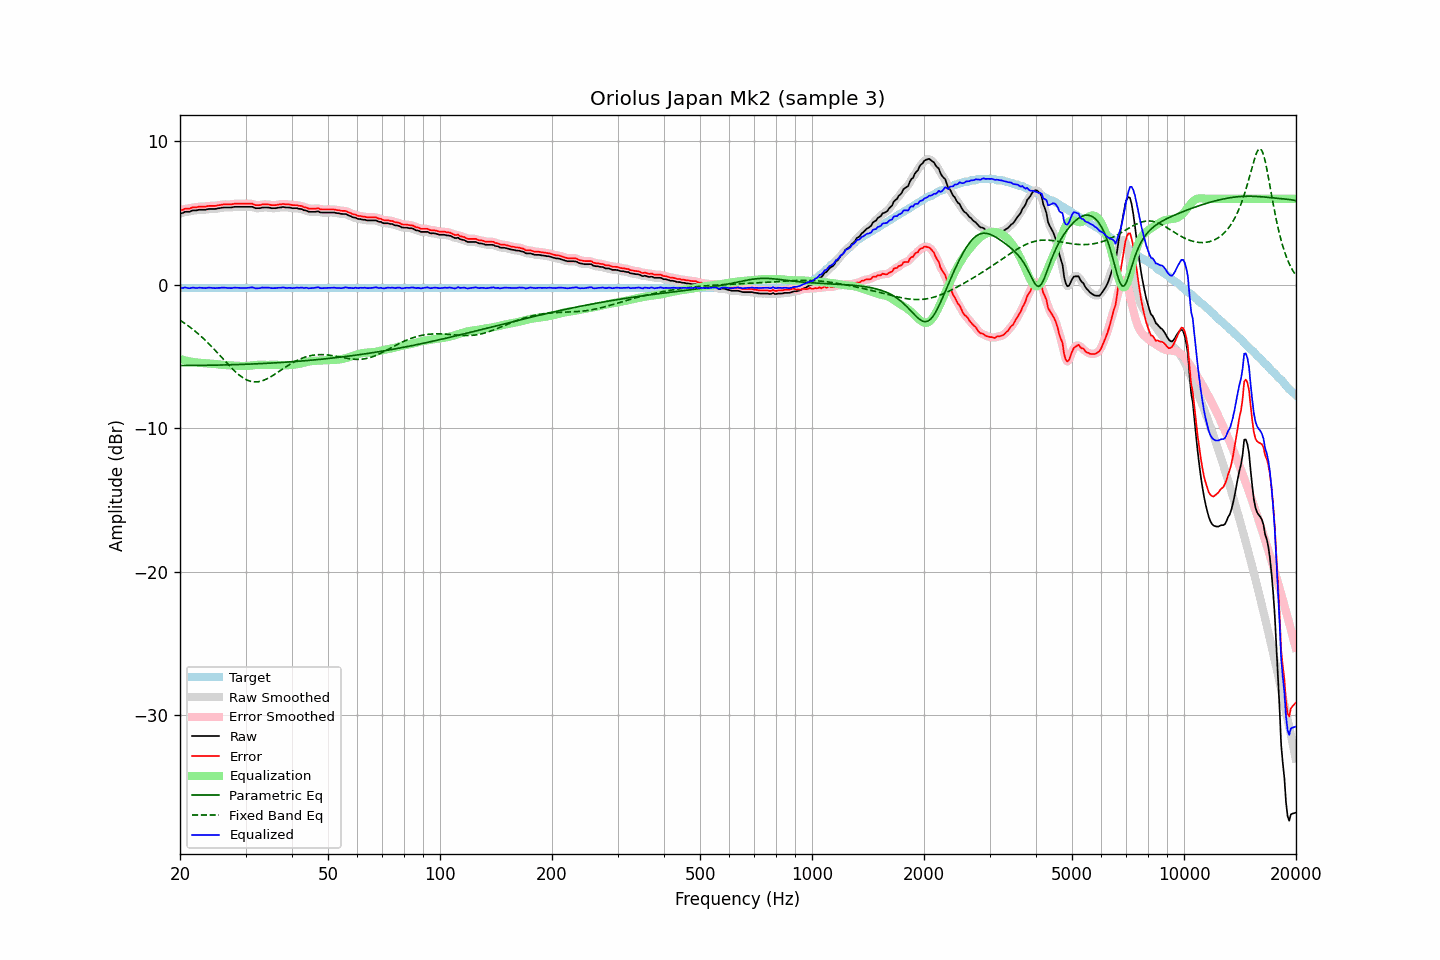 Oriolus Japan Mk2 (sample 3)
10
0
−10
−20
−30
Amplitude (dBr)
Target
Raw Smoothed
Error Smoothed
Raw
Error
Equalization
Parametric Eq
Fixed Band Eq
Equalized
20 50 100 200 500 1000 2000 5000 10000 20000
Frequency (Hz)